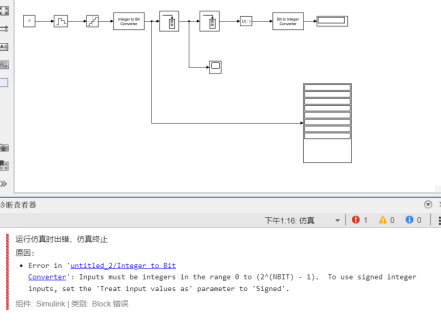 Integer to Bit
Converter
Bit to Integer
Converter
诊断查看器
下午1:16: 仿真
1
0
0
运行仿真时出错，仿真终止
原因：
• Error in 'untitled_2/Integer to Bit
Converter': Inputs must be integers in the range 0 to (2^(NBIT) - 1). To use signed integer
inputs, set the 'Treat input values as' parameter to 'Signed'.
组件: Simulink | 类别: Block 错误